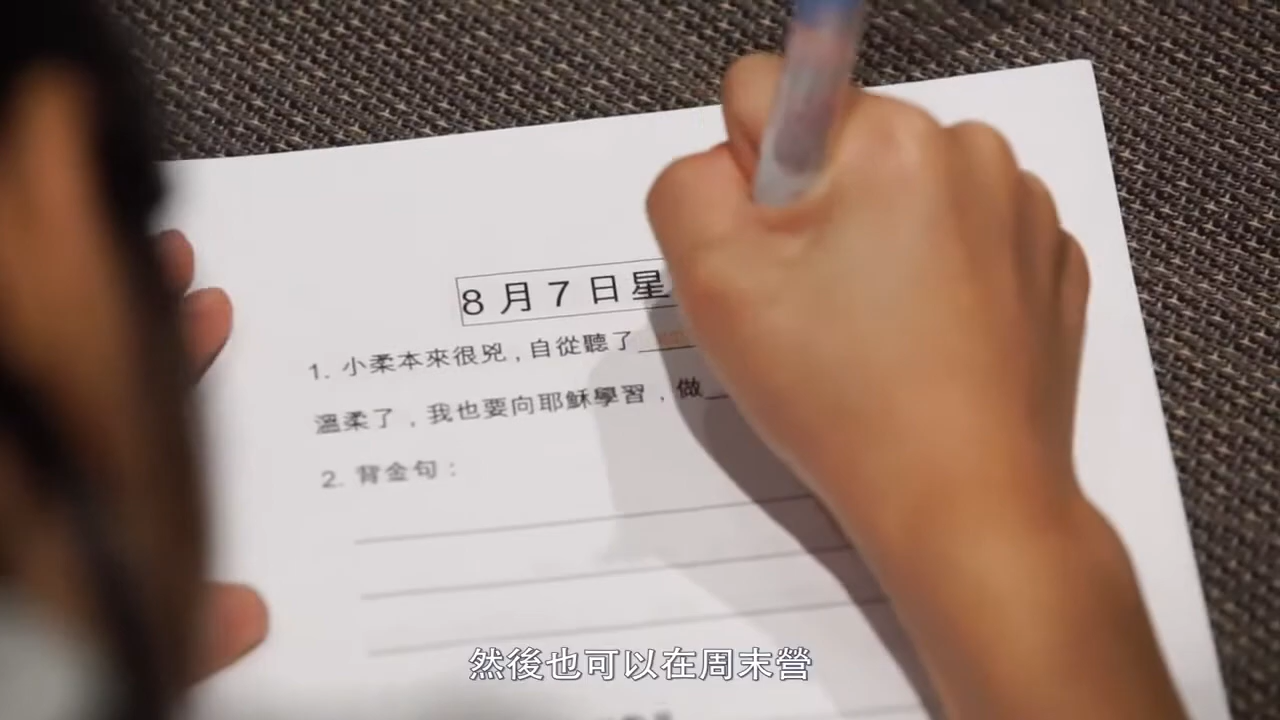 8月7日星
1. 小柔本來很兇，自從聽了
溫柔了，我也要向耶穌學習，做
2. 背金句：
然後也可以在周末營